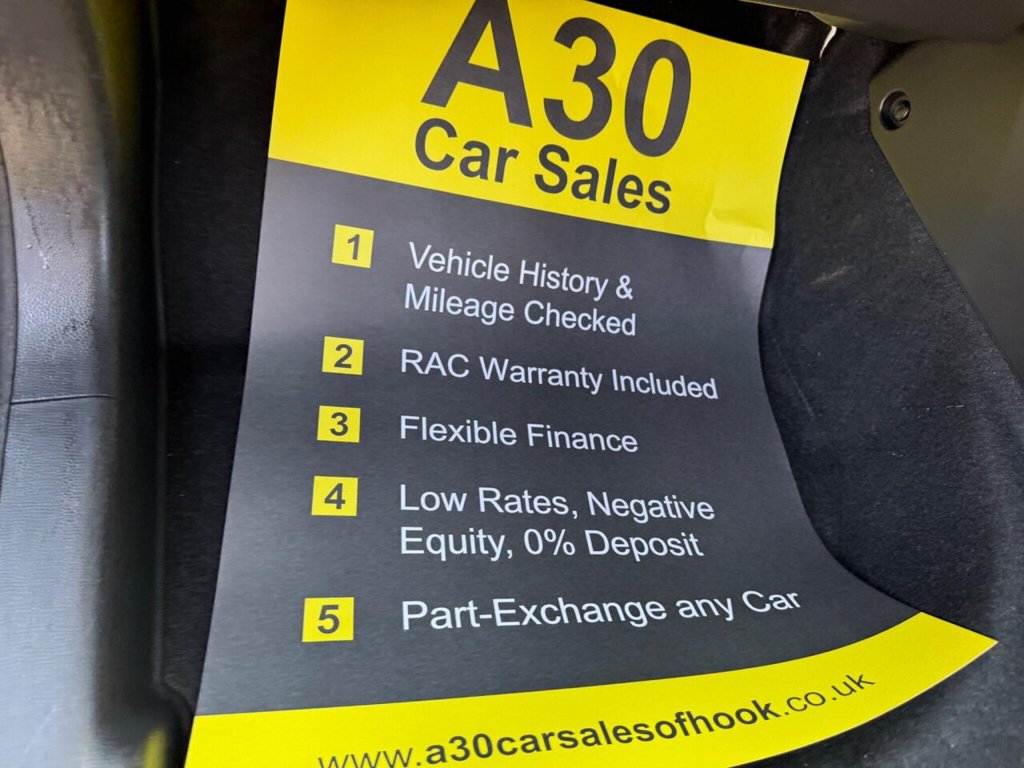 A30
Car Sales
1 Vehicle History &
Mileage Checked
2 RAC Warranty Included
3 Flexible Finance
4 Low Rates, Negative
Equity, 0% Deposit
5 Part-Exchange any Car
www.a30carsalesofhook.co.uk